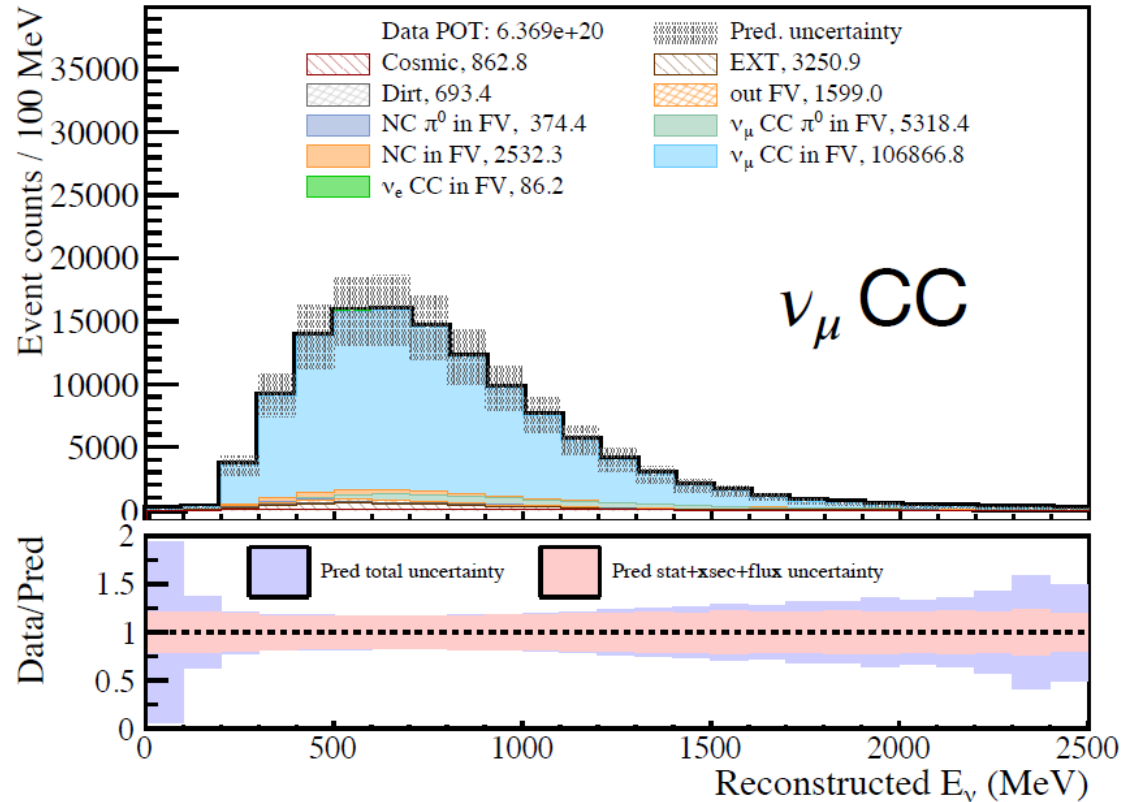 Data POT: 6.369e+20
Pred. uncertainty
Cosmic, 862.8
EXT, 3250.9
Dirt, 693.4
out FV, 1599.0
NC π⁰ in FV, 374.4
ν_μ CC π⁰ in FV, 5318.4
NC in FV, 2532.3
ν_μ CC in FV, 106866.8
ν_e CC in FV, 86.2
Event counts / 100 MeV
35000
30000
25000
20000
15000
10000
5000
0
ν_μ CC
Data/Pred
2
1.5
1
0.5
0
Pred total uncertainty
Pred stat+xsec+flux uncertainty
0
500
1000
1500
2000
2500
Reconstructed E_ν (MeV)